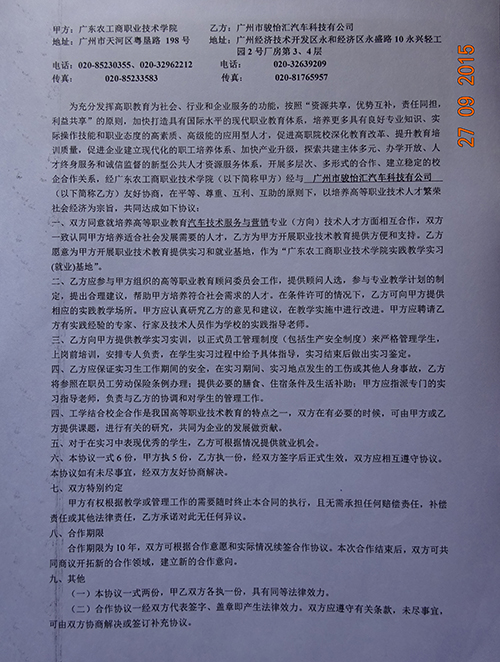 甲方：广东农工商职业技术学院 乙方：广州市骏怡汇汽车科技有限公司
地址：广州市天河区粤垦路 198 号 地址：广州经济技术开发区永和经济区永盛路 10 永兴轻工
园 2 号厂房第 3、4 层
电话：020-85230355、020-32962212 电话： 020-32639209
传真： 020-85233583 传真： 020-81765957
27 09 2015
为充分发挥高职教育为社会、行业和企业服务的功能，按照“资源共享，优势互补，责任同担，
利益共享”的原则，加快打造具有国际水平的现代职业教育体系，培养更多具有良好专业知识、实
际操作技能和职业态度的高素质、高级能的应用型人才，促进高职院校深化教育改革、提升教育培
训质量，促进企业建立现代化的职工培养体系、加快产业升级，探索共建主体多元、办学开放、人
才终身服务和诚信监督的新型公共人才资源服务体系，开展多层次、多形式的合作、建立稳定的校
企合作关系，经广东农工商职业技术学院（以下简称甲方）经与 广州市骏怡汇汽车科技有限公司
（以下简称乙方）友好协商，在平等、尊重、互利、互助的原则下，以培养高等职业技术人才繁荣
社会经济为宗旨，共同达成如下协议：
一、双方同意就培养高等职业教育汽车技术服务与营销专业（方向）技术人才方面相互合作，双方
一致认同甲方培养适合社会发展需要的人才，乙方为甲方开展职业技术教育提供方便和支持。乙方
愿意为甲方开展职业技术教育提供实习和就业基地，作为“广东农工商职业技术学院实践教学实习
(就业)基地”。
二、乙方应参与甲方组织的高等职业教育顾问委员会工作，提供顾问人选，参与专业教学计划的制
定，提出合理建议，帮助甲方培养符合社会需求的人才。在条件许可的情况下，乙方可向甲方提供
相应的实践教学场所。甲方应认真研究乙方的意见和建议，在教学实施中进行改进。甲方应聘请乙
方有实践经验的专家、行家及技术人员作为学校的实践指导老师。
三、乙方向甲方提供教学实习实训，以正式员工管理制度（包括生产安全制度）来严格管理学生，
上岗前培训，安排专人负责，在学生实习过程中给予具体指导，实习结束后做出实习鉴定。
四、乙方应保证实习生工作期间的安全，在实习期间、实习地点发生的工伤或其他人身事故，乙方
将参照在职员工劳动保险条例办理；提供必要的膳食、住宿条件及生活补助；甲方应指派专门的实
习指导老师，负责与乙方的协调和对学生的管理工作。
四、工学结合校企合作是我国高等职业技术教育的特点之一，双方在有必要的时候，可由甲方或乙
方提供课题，进行有关的研究，共同为企业的发展做贡献。
五、对于在实习中表现优秀的学生，乙方可根据情况提供就业机会。
六、本协议一式 6 份，甲方执 5 份，乙方执一份，经双方签字后正式生效，双方应相互遵守协议。
本协议如有未尽事宜，经双方友好协商解决。
七、双方特别约定
甲方有权根据教学或管理工作的需要随时终止本合同的执行，且无需承担任何赔偿责任，补偿
责任或其他法律责任，乙方承诺对此无任何异议。
八、合作期限
合作期限为 10 年，双方可根据合作意愿和实际情况续签合作协议。本次合作结束后，双方可共
同商议开拓新的合作领域，建立新的合作意向。
九、其他
（一）本协议一式两份，甲乙双方各执一份，具有同等法律效力。
（二）合作协议一经双方代表签字、盖章即产生法律效力。双方应遵守有关条款，未尽事宜，
可由双方协商解决或签订补充协议。